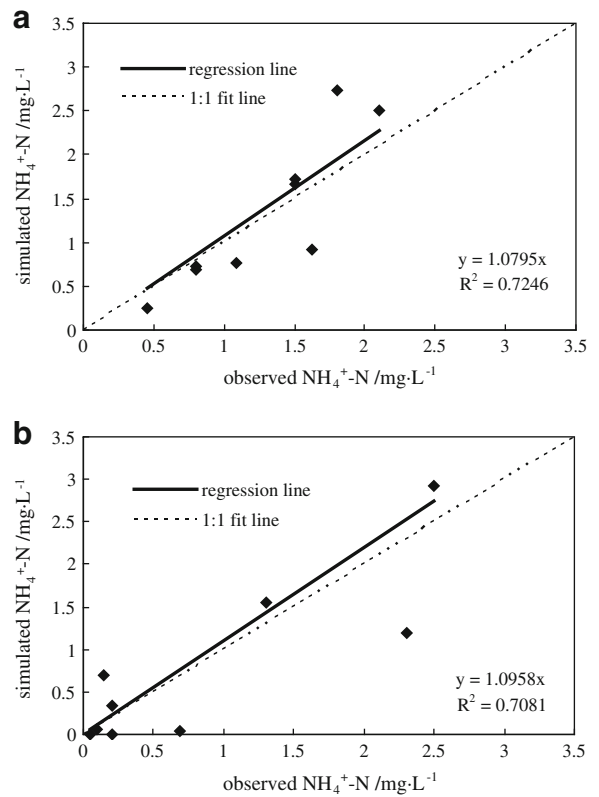 a
3.5
3
2.5
2
1.5
1
0.5
0
simulated NH₄⁺-N /mg·L⁻¹
regression line
1:1 fit line
y = 1.0795x
R² = 0.7246
0 0.5 1 1.5 2 2.5 3 3.5
observed NH₄⁺-N /mg·L⁻¹
b
3.5
3
2.5
2
1.5
1
0.5
0
simulated NH₄⁺-N /mg·L⁻¹
regression line
1:1 fit line
y = 1.0958x
R² = 0.7081
0 0.5 1 1.5 2 2.5 3 3.5
observed NH₄⁺-N /mg·L⁻¹